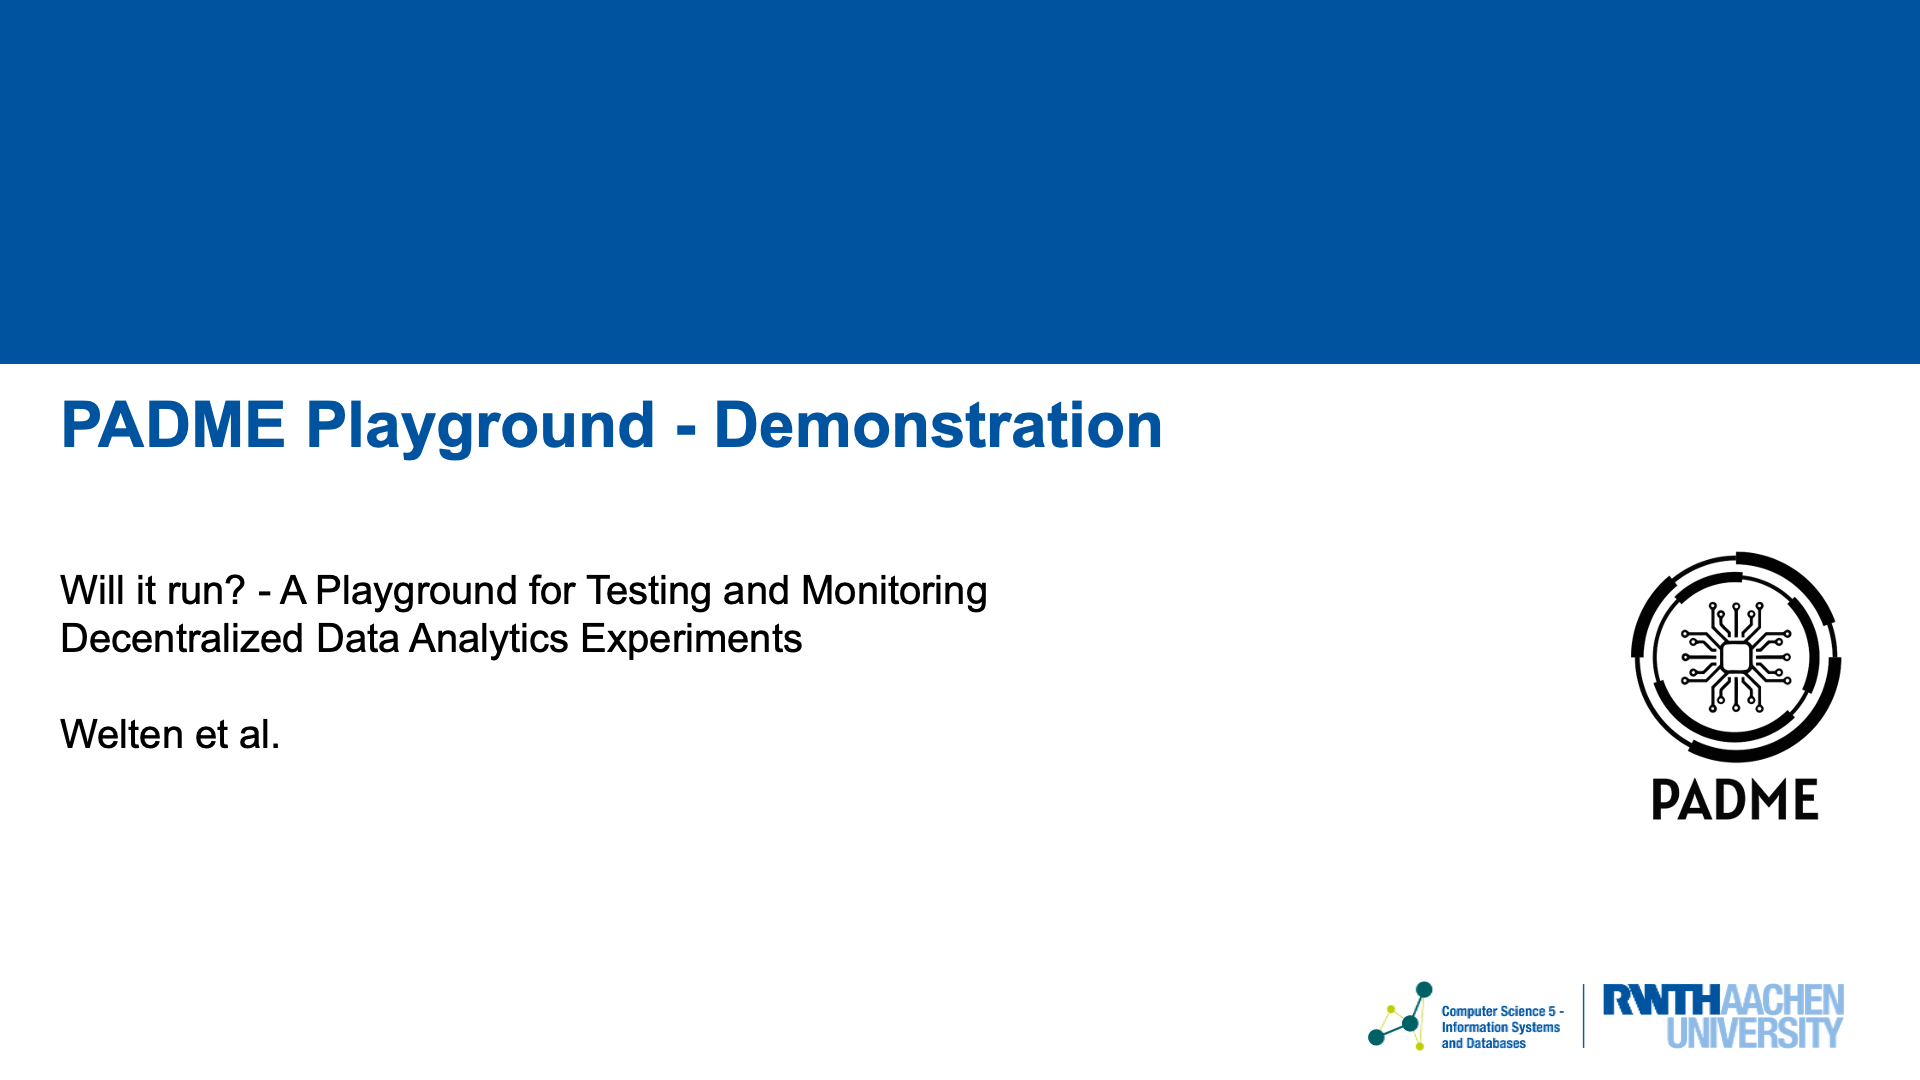 PADME Playground - Demonstration
Will it run? - A Playground for Testing and Monitoring
Decentralized Data Analytics Experiments
Welten et al.
PADME
Computer Science 5 -
Information Systems
and Databases
RWTHAACHEN
UNIVERSITY